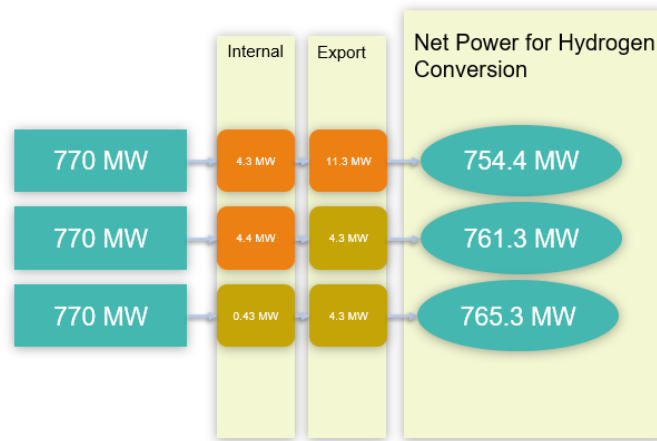 Internal
Export
Net Power for Hydrogen
Conversion
770 MW
4.3 MW
11.3 MW
754.4 MW
770 MW
4.4 MW
4.3 MW
761.3 MW
770 MW
0.43 MW
4.3 MW
765.3 MW